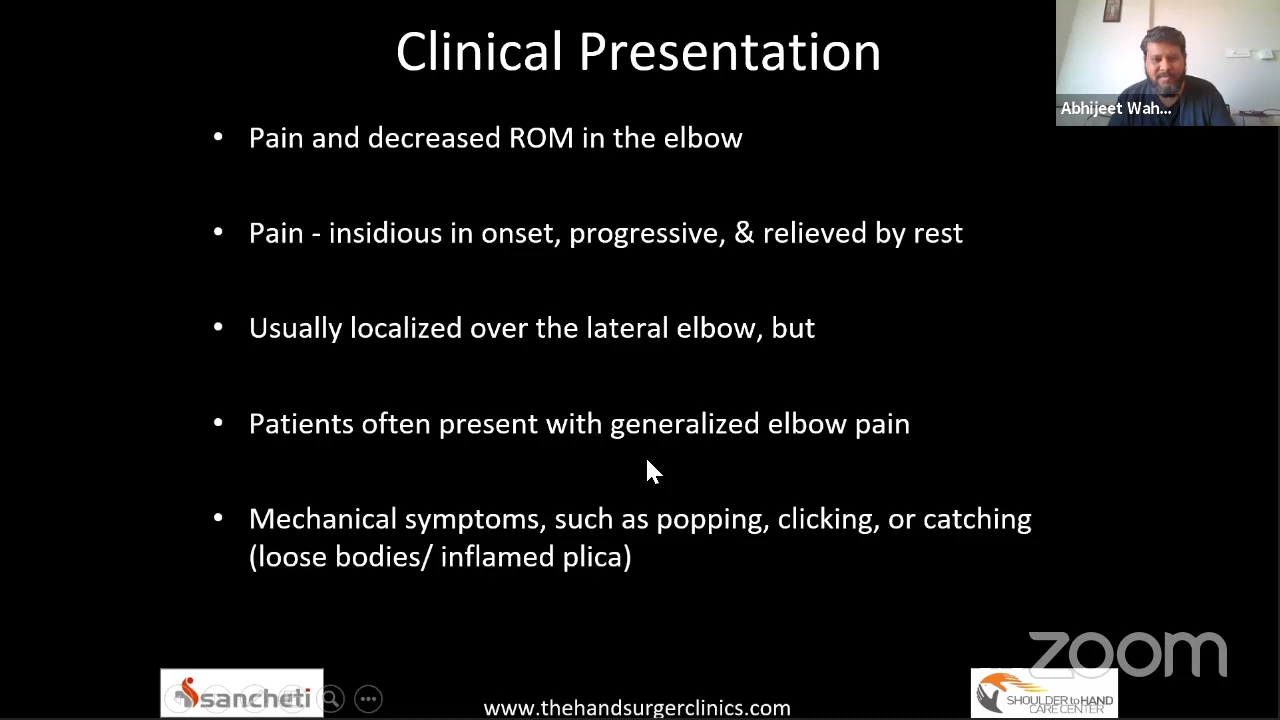 Clinical Presentation
Abhijeet Wah...
• Pain and decreased ROM in the elbow
• Pain - insidious in onset, progressive, & relieved by rest
• Usually localized over the lateral elbow, but
• Patients often present with generalized elbow pain
• Mechanical symptoms, such as popping, clicking, or catching
(loose bodies/ inflamed plica)
zoom
sancheti
www.thehandsurgerclinics.com
SHOULDER to HAND
CARE CENTER